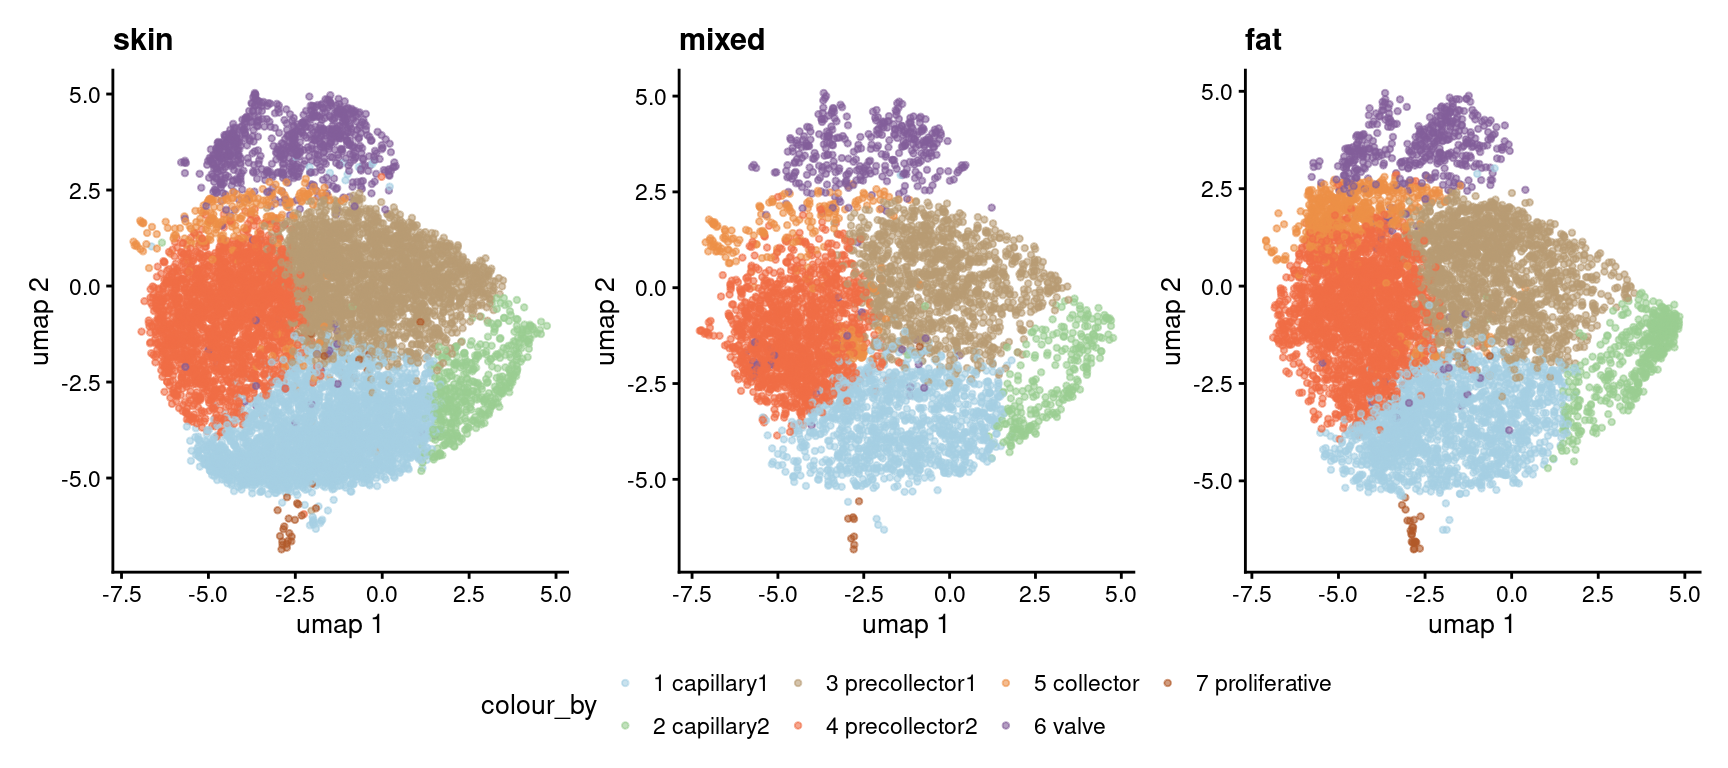 skin mixed fat
5.0 5.0 5.0
2.5 2.5 2.5
0.0 0.0 0.0
-2.5 -2.5 -2.5
-5.0 -5.0 -5.0
umap 2 umap 2 umap 2
-7.5 -5.0 -2.5 0.0 2.5 5.0 -7.5 -5.0 -2.5 0.0 2.5 5.0 -7.5 -5.0 -2.5 0.0 2.5 5.0
umap 1 umap 1 umap 1
colour_by
1 capillary1 3 precollector1 5 collector 7 proliferative
2 capillary2 4 precollector2 6 valve